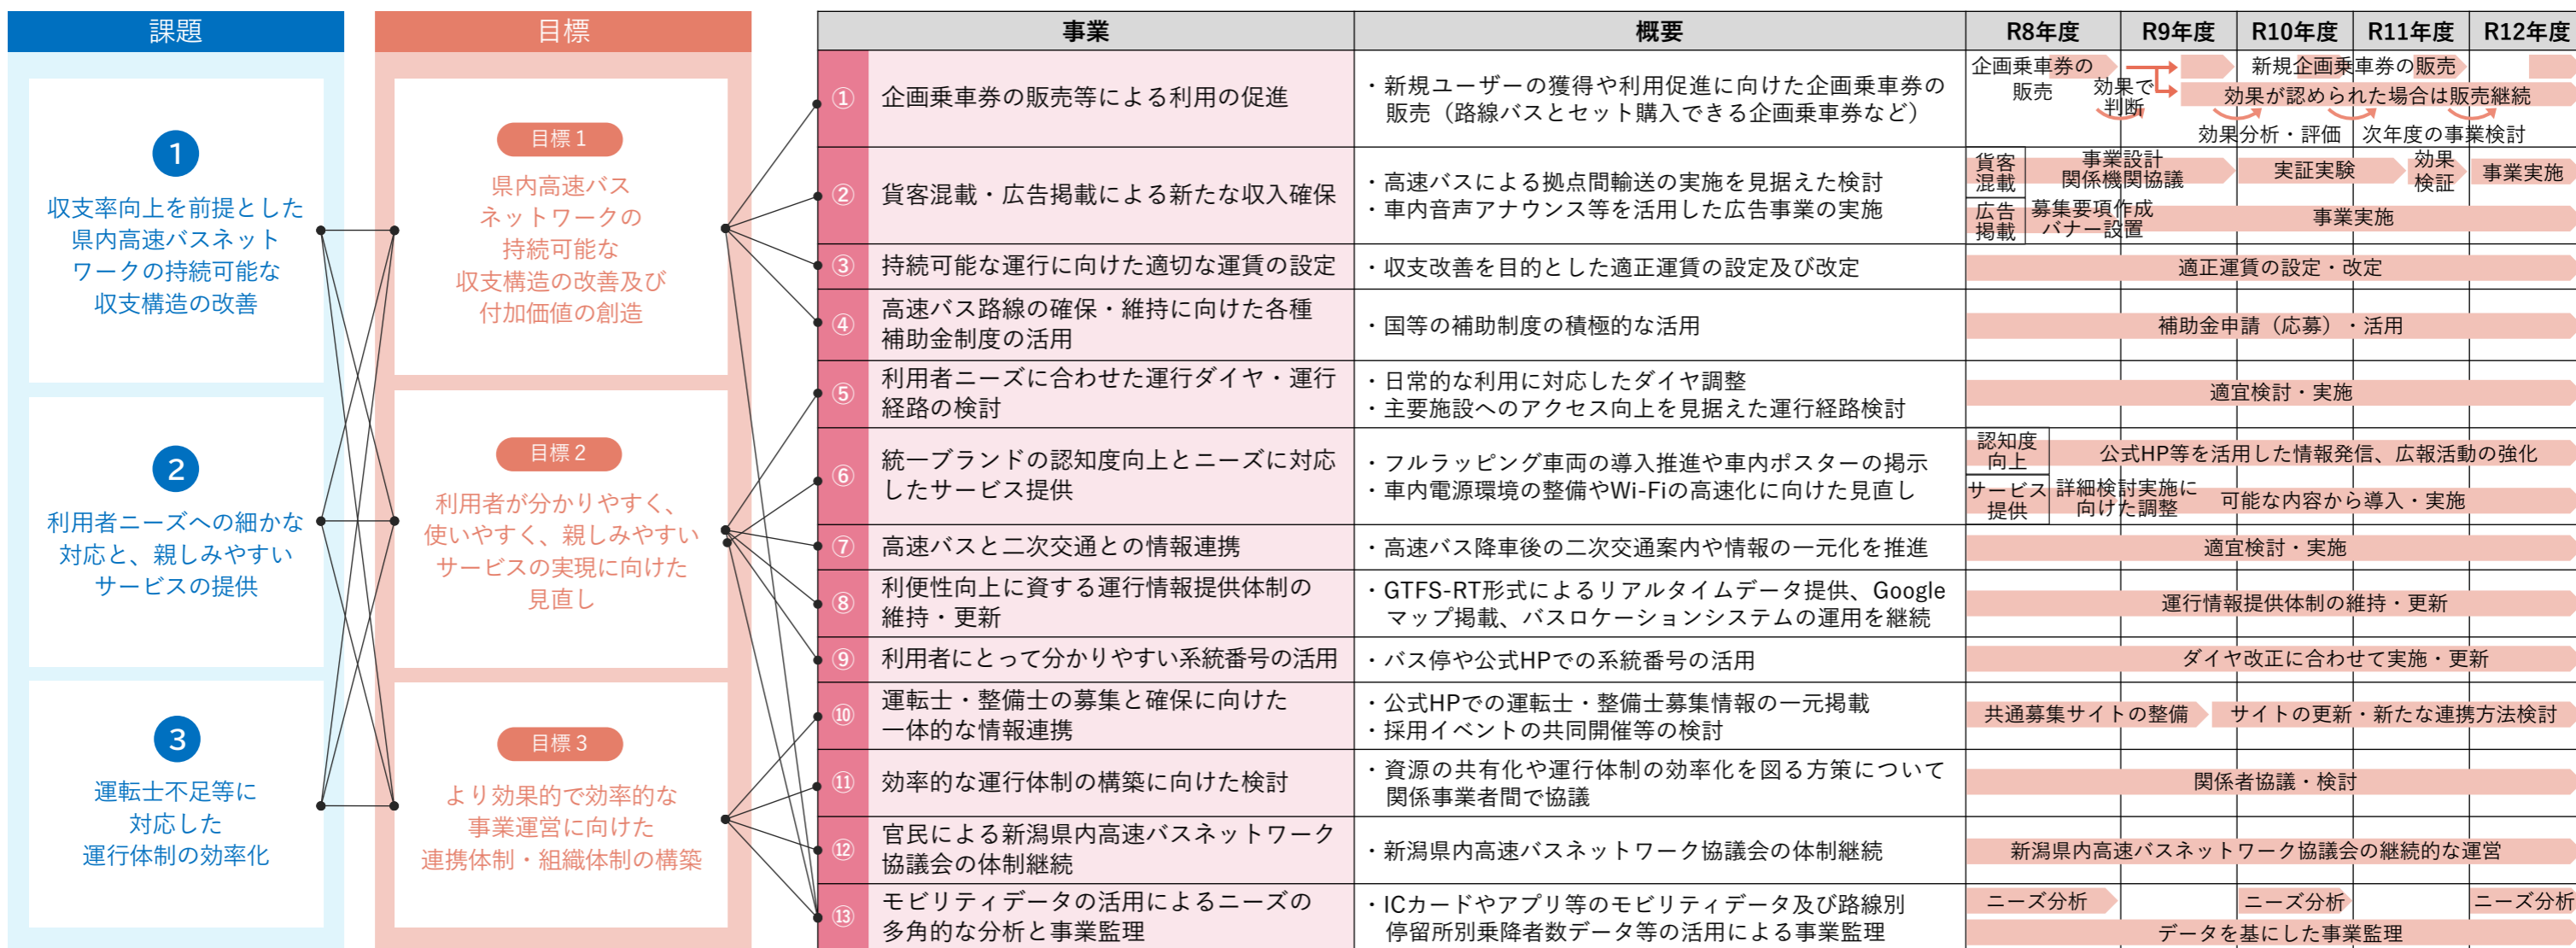 課題
1
収支率向上を前提とした
県内高速バスネット
ワークの持続可能な
収支構造の改善
2
利用者ニーズへの細かな
対応と、親しみやすい
サービスの提供
3
運転士不足等に
対応した
運行体制の効率化
目標
目標1
県内高速バス
ネットワークの
持続可能な
収支構造の改善及び
付加価値の創造
目標2
利用者が分かりやすく、
使いやすく、親しみやすい
サービスの実現に向けた
見直し
目標3
より効果的で効率的な
事業運営に向けた
連携体制・組織体制の構築
事業 概要 R8年度 R9年度 R10年度 R11年度 R12年度
① 企画乗車券の販売等による利用の促進
・新規ユーザーの獲得や利用促進に向けた企画乗車券の
販売（路線バスとセット購入できる企画乗車券など）
企画乗車券の
販売
効果で
判断
新規企画乗車券の販売
効果が認められた場合は販売継続
効果分析・評価 次年度の事業検討
② 貨客混載・広告掲載による新たな収入確保
・高速バスによる拠点間輸送の実施を見据えた検討
・車内音声アナウンス等を活用した広告事業の実施
貨客
混載
事業設計
関係機関協議
実証実験
効果
検証
事業実施
広告
掲載
募集要項作成
バナー設置
事業実施
③ 持続可能な運行に向けた適切な運賃の設定
・収支改善を目的とした適正運賃の設定及び改定
適正運賃の設定・改定
④ 高速バス路線の確保・維持に向けた各種
補助金制度の活用
・国等の補助制度の積極的な活用
補助金申請（応募）・活用
⑤ 利用者ニーズに合わせた運行ダイヤ・運行
経路の検討
・日常的な利用に対応したダイヤ調整
・主要施設へのアクセス向上を見据えた運行経路検討
適宜検討・実施
⑥ 統一ブランドの認知度向上とニーズに対応
したサービス提供
・フルラッピング車両の導入推進や車内ポスターの掲示
・車内電源環境の整備やWi-Fiの高速化に向けた見直し
認知度
向上
公式HP等を活用した情報発信、広報活動の強化
サービス
提供
詳細検討実施に
向けた調整
可能な内容から導入・実施
⑦ 高速バスと二次交通との情報連携
・高速バス降車後の二次交通案内や情報の一元化を推進
適宜検討・実施
⑧ 利便性向上に資する運行情報提供体制の
維持・更新
・GTFS-RT形式によるリアルタイムデータ提供、Google
マップ掲載、バスロケーションシステムの運用を継続
運行情報提供体制の維持・更新
⑨ 利用者にとって分かりやすい系統番号の活用
・バス停や公式HPでの系統番号の活用
ダイヤ改正に合わせて実施・更新
⑩ 運転士・整備士の募集と確保に向けた
一体的な情報連携
・公式HPでの運転士・整備士募集情報の一元掲載
・採用イベントの共同開催等の検討
共通募集サイトの整備
サイトの更新・新たな連携方法検討
⑪ 効率的な運行体制の構築に向けた検討
・資源の共有化や運行体制の効率化を図る方策について
関係事業者間で協議
関係者協議・検討
⑫ 官民による新潟県内高速バスネットワーク
協議会の体制継続
・新潟県内高速バスネットワーク協議会の体制継続
新潟県内高速バスネットワーク協議会の継続的な運営
⑬ モビリティデータの活用によるニーズの
多角的な分析と事業監理
・ICカードやアプリ等のモビリティデータ及び路線別
停留所別乗降者数データ等の活用による事業監理
ニーズ分析 ニーズ分析 ニーズ分析
データを基にした事業監理